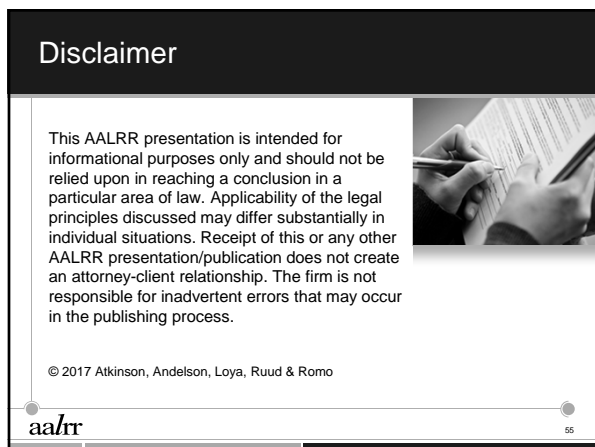 Disclaimer
This AALRR presentation is intended for
informational purposes only and should not be
relied upon in reaching a conclusion in a
particular area of law. Applicability of the legal
principles discussed may differ substantially in
individual situations. Receipt of this or any other
AALRR presentation/publication does not create
an attorney-client relationship. The firm is not
responsible for inadvertent errors that may occur
in the publishing process.
© 2017 Atkinson, Andelson, Loya, Ruud & Romo
aalrr
55